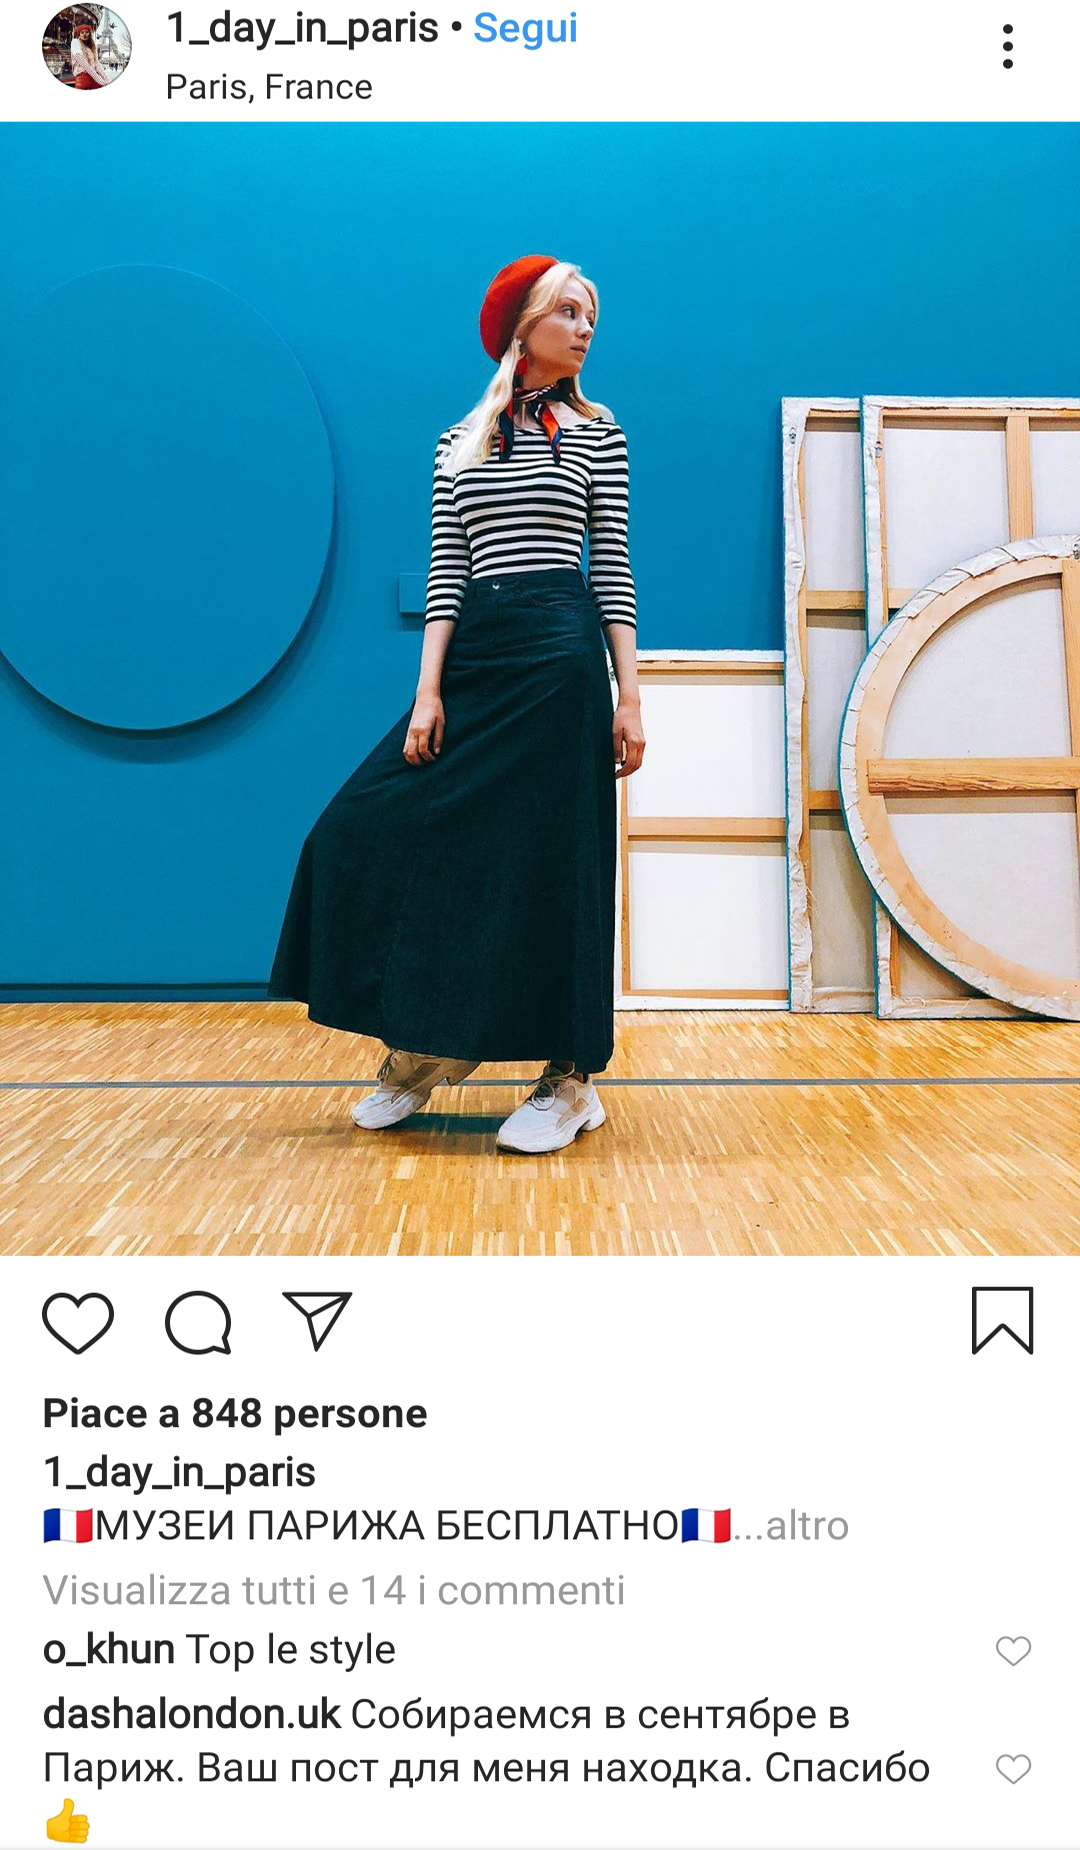 1_day_in_paris • Segui
Paris, France
Piace a 848 persone
1_day_in_paris
🇫🇷МУЗЕИ ПАРИЖА БЕСПЛАТНО🇫🇷...altro
Visualizza tutti e 14 i commenti
o_khun Top le style
dashalondon.uk Собираемся в сентябре в
Париж. Ваш пост для меня находка. Спасибо
👍